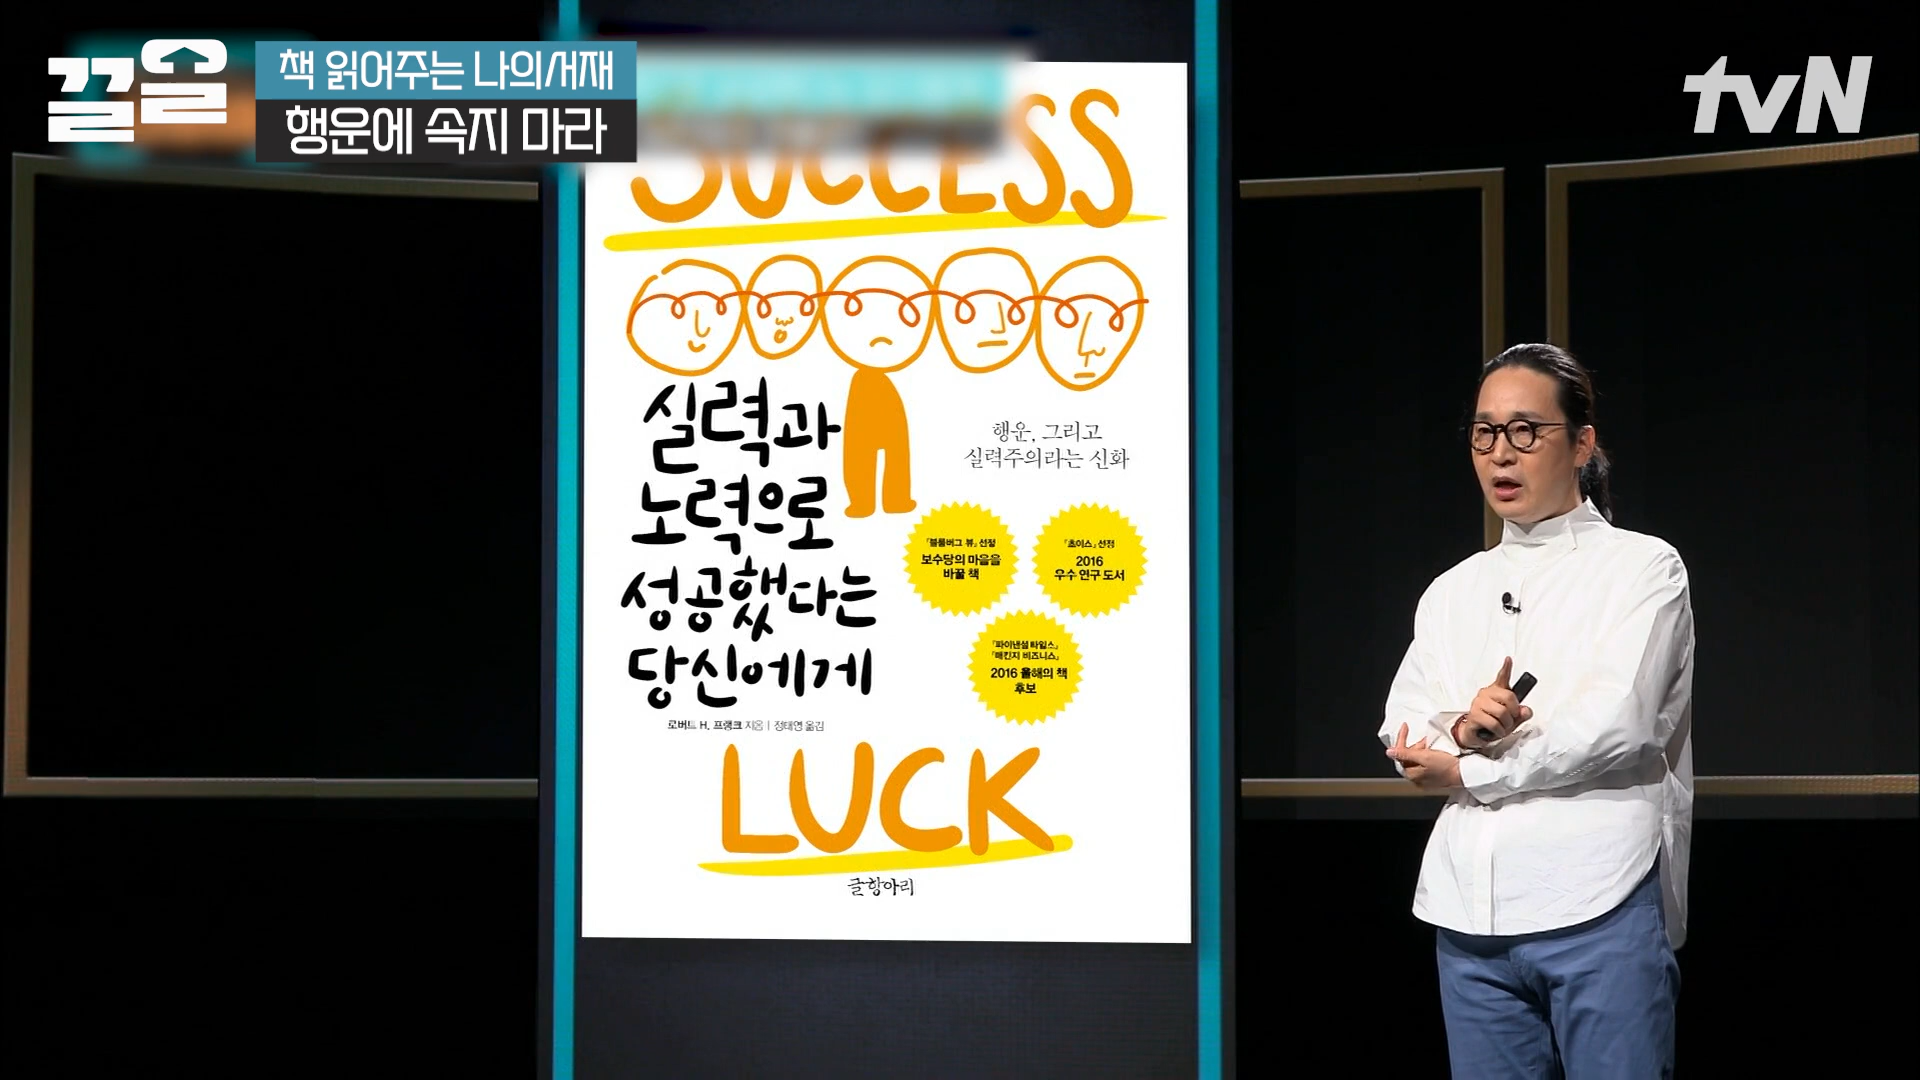 끌올
책 읽어주는 나의서재
행운에 속지 마라
tvN
SUCCESS
실력과
노력으로
성공했다는
당신에게
행운, 그리고
실력주의라는 신화
『블룸버그 뷰』 선정
보수당의 마음을
바꿀 책
『초이스』 선정
2016
우수 연구 도서
『파이낸셜 타임스』
『매킨지 비즈니스』
2016 올해의 책
후보
로버트 H. 프랭크 지음 | 정태영 옮김
LUCK
글항아리